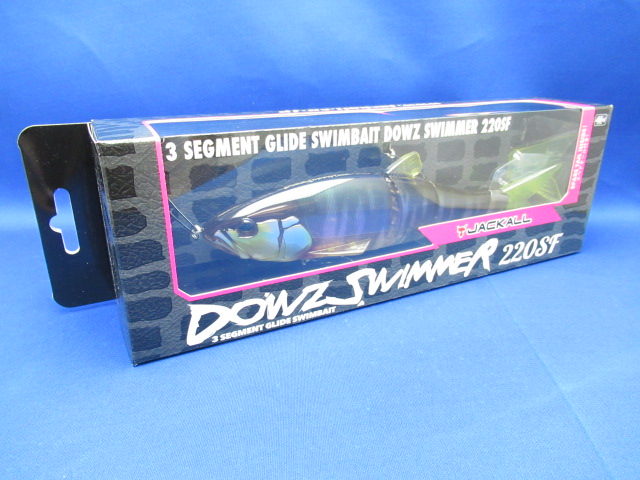 3 SEGMENT GLIDE SWIMBAIT DOWZ SWIMMER 220SF
JACKALL
DOWZ SWIMMER 220SF
3 SEGMENT GLIDE SWIMBAIT